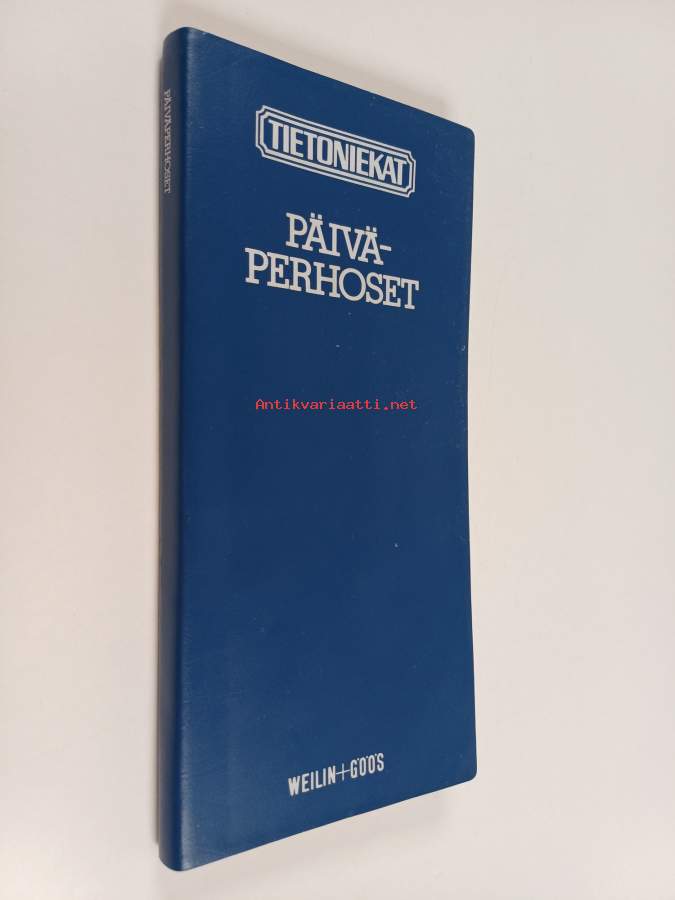 PÄIVÄPERHOSET
TIETONIEKAT
PÄIVÄ-
PERHOSET
Antikvariaatti.net
WEILIN+GÖÖS